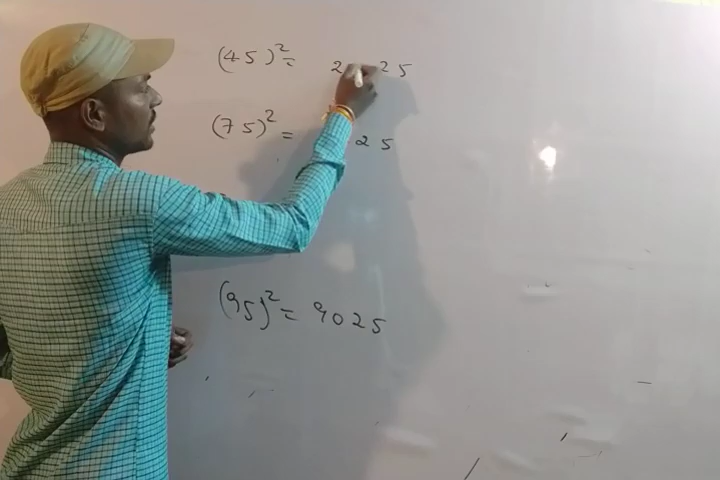 (45)² = 2 25
(75)² = 25
(95)² = 9025